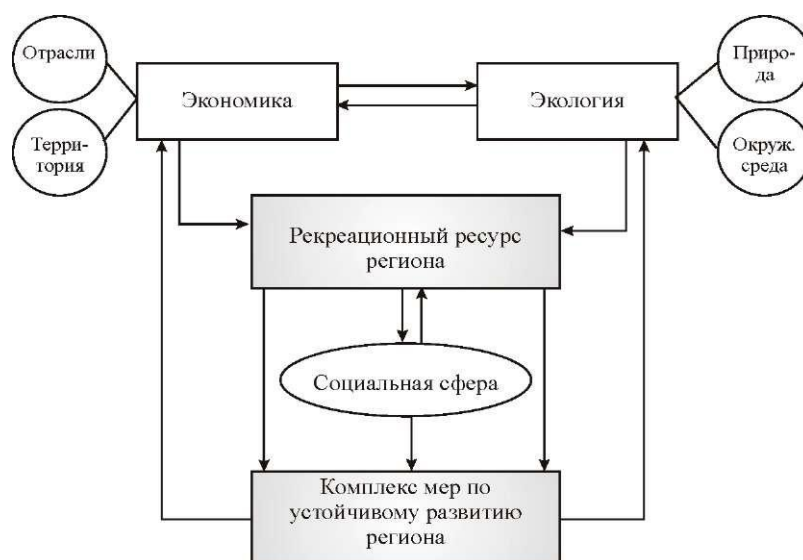 Отрасли
Терри-
тория
Экономика
Экология
Приро-
да
Окруж.
среда
Рекреационный ресурс
региона
Социальная сфера
Комплекс мер по
устойчивому развитию
региона